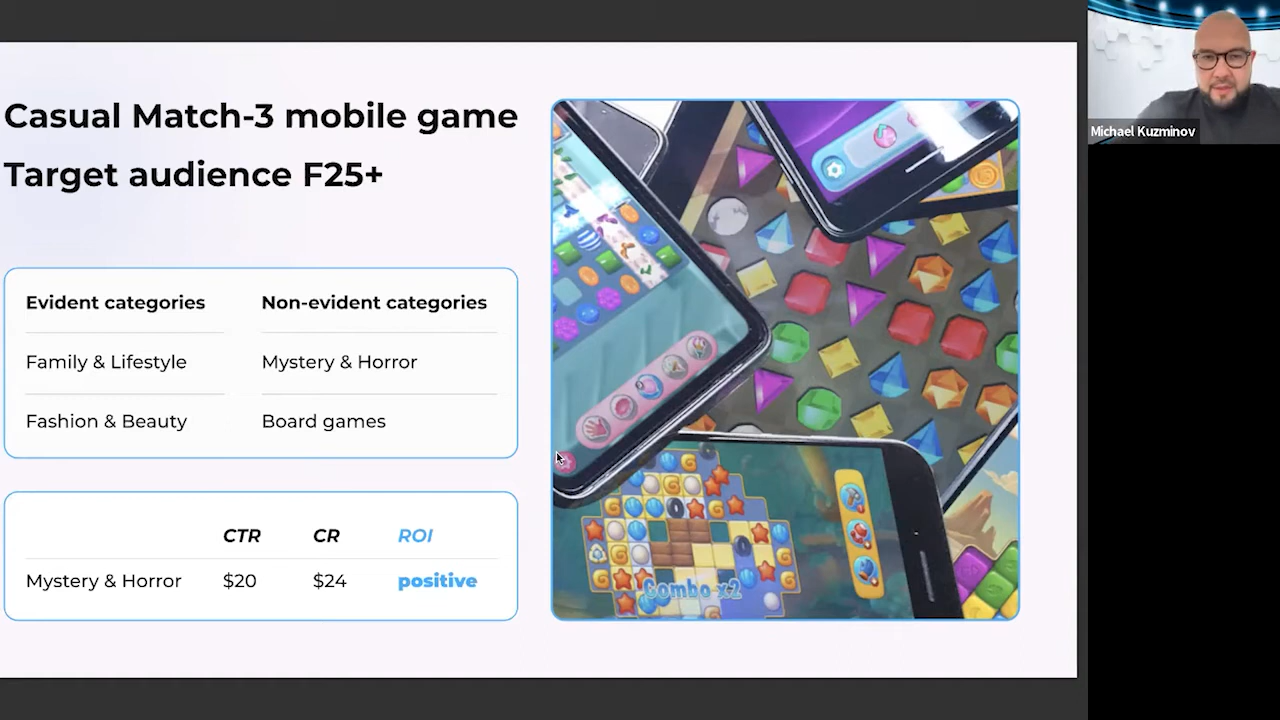 Casual Match-3 mobile game
Target audience F25+
Evident categories Non-evident categories
Family & Lifestyle Mystery & Horror
Fashion & Beauty Board games
CTR CR ROI
Mystery & Horror $20 $24 positive
Combo x2
Michael Kuzminov